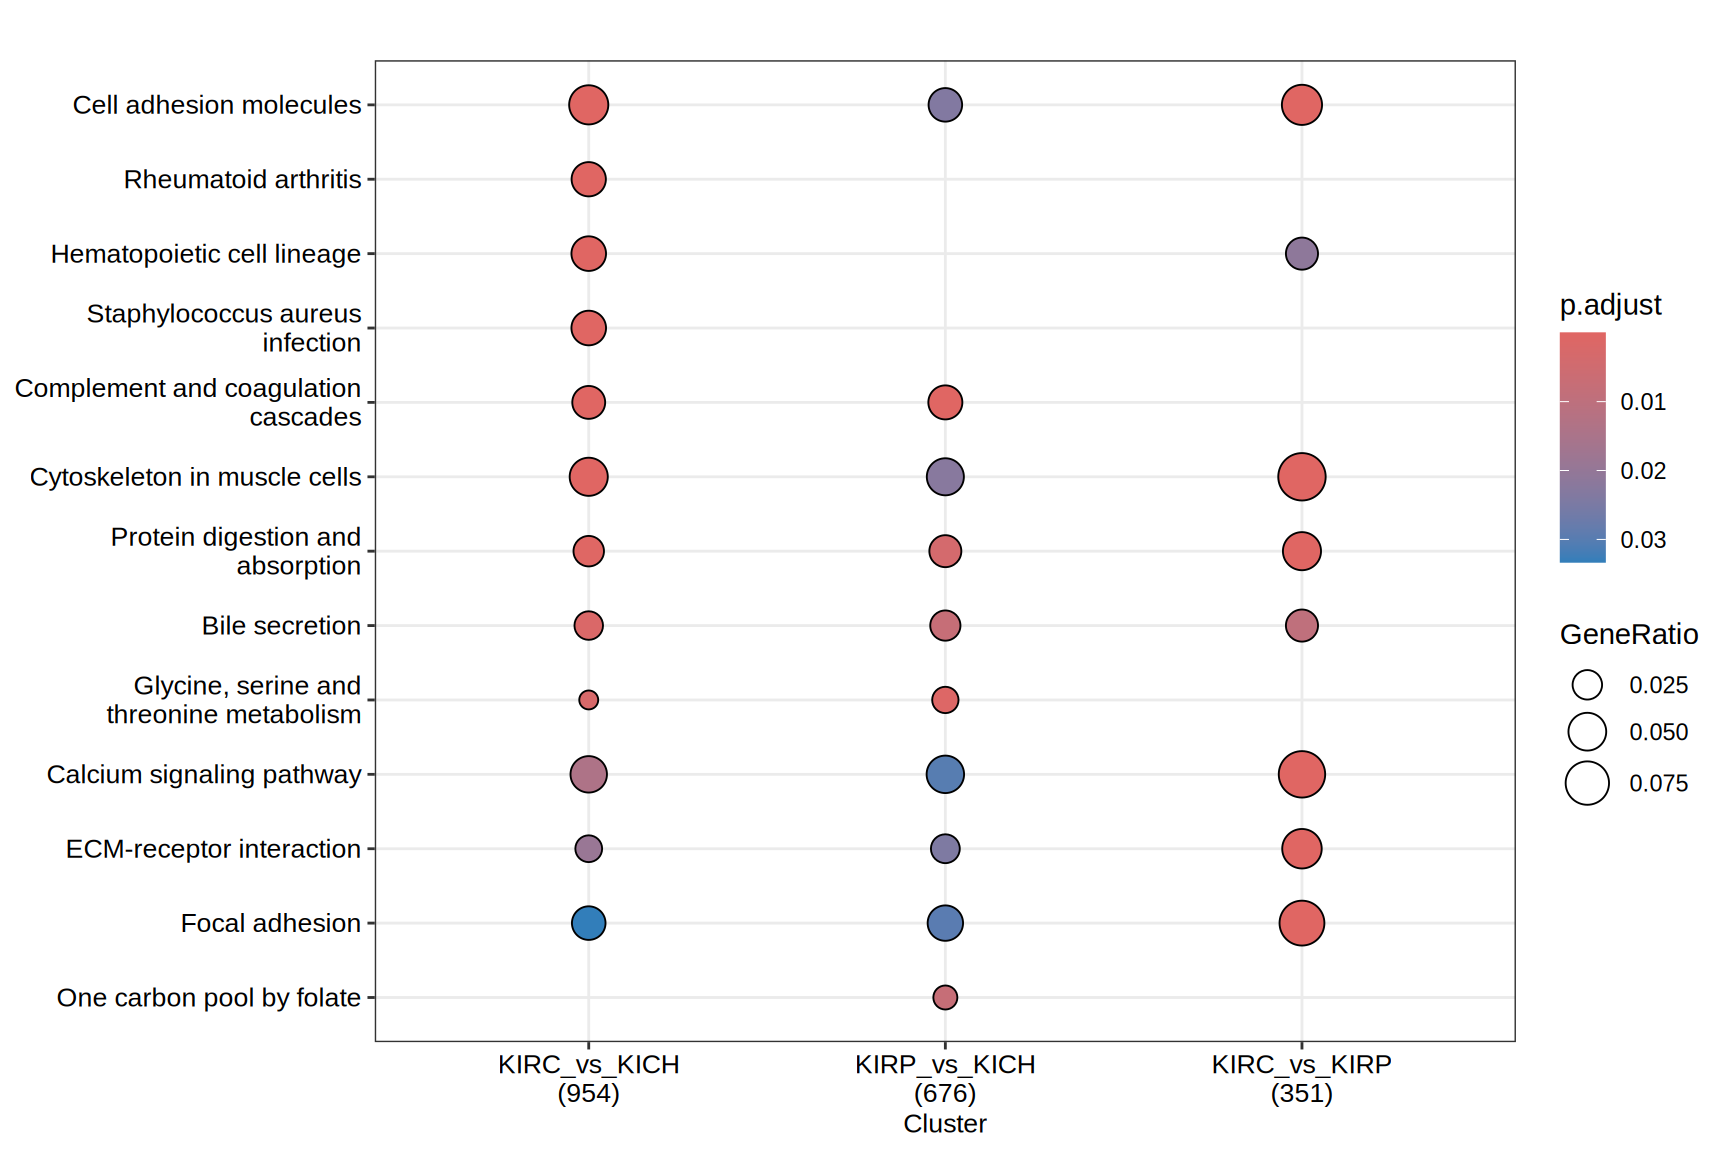 Cell adhesion molecules
Rheumatoid arthritis
Hematopoietic cell lineage
Staphylococcus aureus
infection
Complement and coagulation
cascades
Cytoskeleton in muscle cells
Protein digestion and
absorption
Bile secretion
Glycine, serine and
threonine metabolism
Calcium signaling pathway
ECM-receptor interaction
Focal adhesion
One carbon pool by folate
KIRC_vs_KICH
(954)
KIRP_vs_KICH
(676)
KIRC_vs_KIRP
(351)
Cluster
p.adjust
0.01
0.02
0.03
GeneRatio
0.025
0.050
0.075